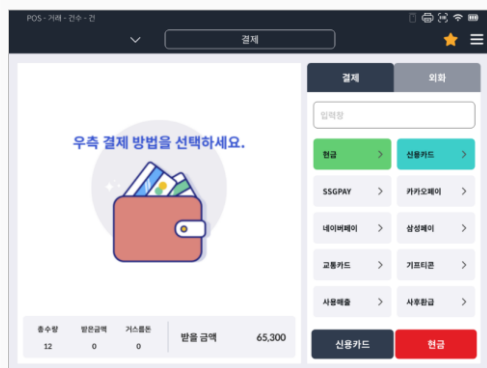 POS - 거래 - 건수 - 건
결제
우측 결제 방법을 선택하세요.
총수량 받은금액 거스름돈 받을 금액 65,300
12 0 0
결제 외화
입력창
현금 신용카드
SSGPAY 카카오페이
네이버페이 삼성페이
교통카드 기프티콘
사용매출 사후환급
신용카드 현금